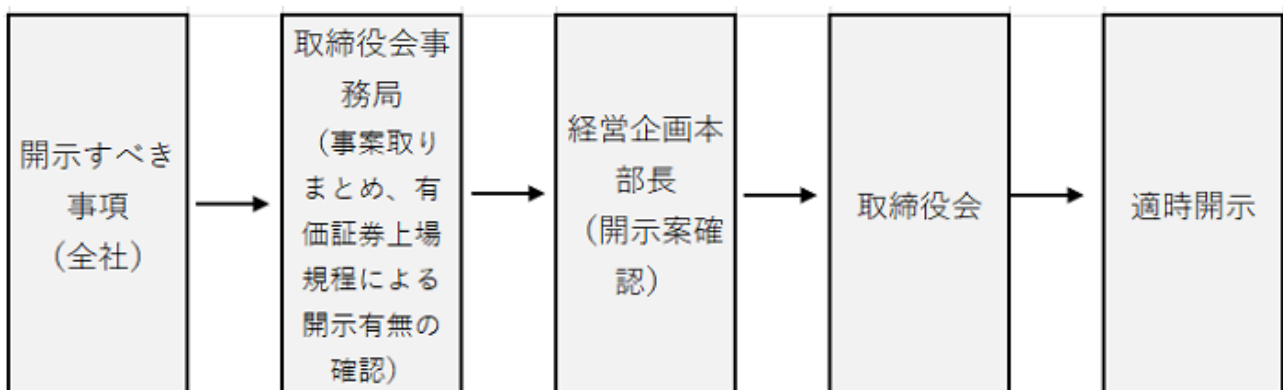 開示すべき
事項
（全社）
取締役会事
務局
（事案取り
まとめ、有
価証券上場
規程による
開示有無の
確認）
経営企画本
部長
（開示案確
認）
取締役会
適時開示